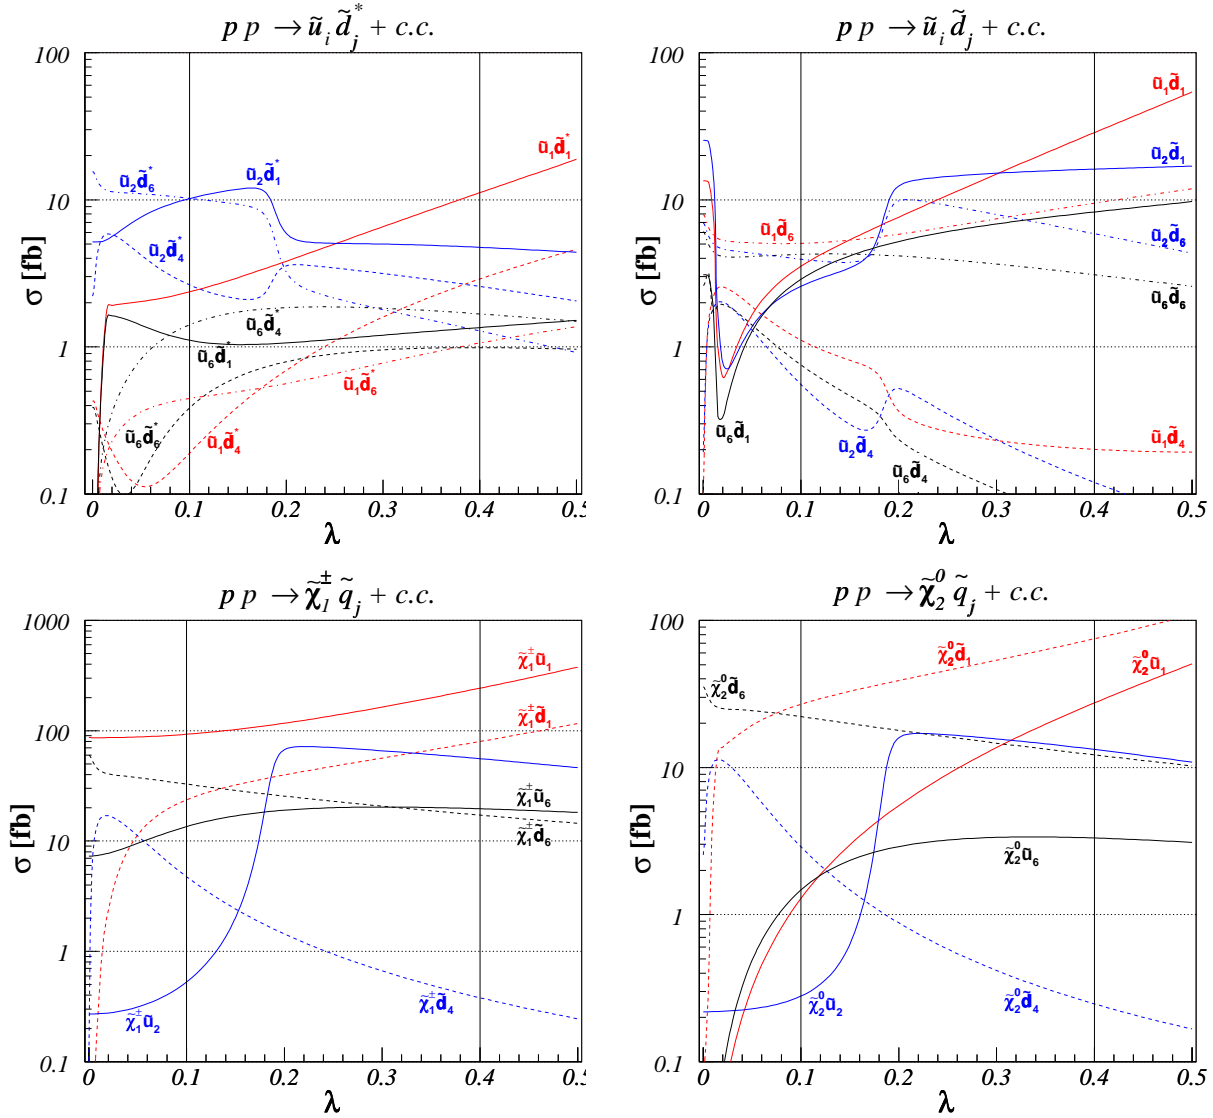 p p → ũ_i d̃_j^* + c.c.
σ [fb]
100
10
1
0.1
0
0.1
0.2
0.3
0.4
0.5
λ
ũ_1d̃_1^*
ũ_2d̃_6^*
ũ_2d̃_1^*
ũ_2d̃_4^*
ũ_6d̃_4^*
ũ_6d̃_1^*
ũ_1d̃_6^*
ũ_6d̃_6^*
ũ_1d̃_4^*
p p → ũ_i d̃_j + c.c.
σ [fb]
100
10
1
0.1
0
0.1
0.2
0.3
0.4
0.5
λ
ũ_1d̃_1
ũ_2d̃_1
ũ_1d̃_6
ũ_2d̃_6
ũ_6d̃_6
ũ_6d̃_1
ũ_2d̃_4
ũ_1d̃_4
ũ_6d̃_4
p p → χ̃_1^± q̃_j + c.c.
σ [fb]
1000
100
10
1
0.1
0
0.1
0.2
0.3
0.4
0.5
λ
χ̃_1^±ũ_1
χ̃_1^±d̃_1
χ̃_1^±ũ_6
χ̃_1^±d̃_6
χ̃_1^±ũ_2
χ̃_1^±d̃_4
p p → χ̃_2^0 q̃_j + c.c.
σ [fb]
100
10
1
0.1
0
0.1
0.2
0.3
0.4
0.5
λ
χ̃_2^0d̃_1
χ̃_2^0ũ_1
χ̃_2^0d̃_6
χ̃_2^0ũ_6
χ̃_2^0ũ_2
χ̃_2^0d̃_4